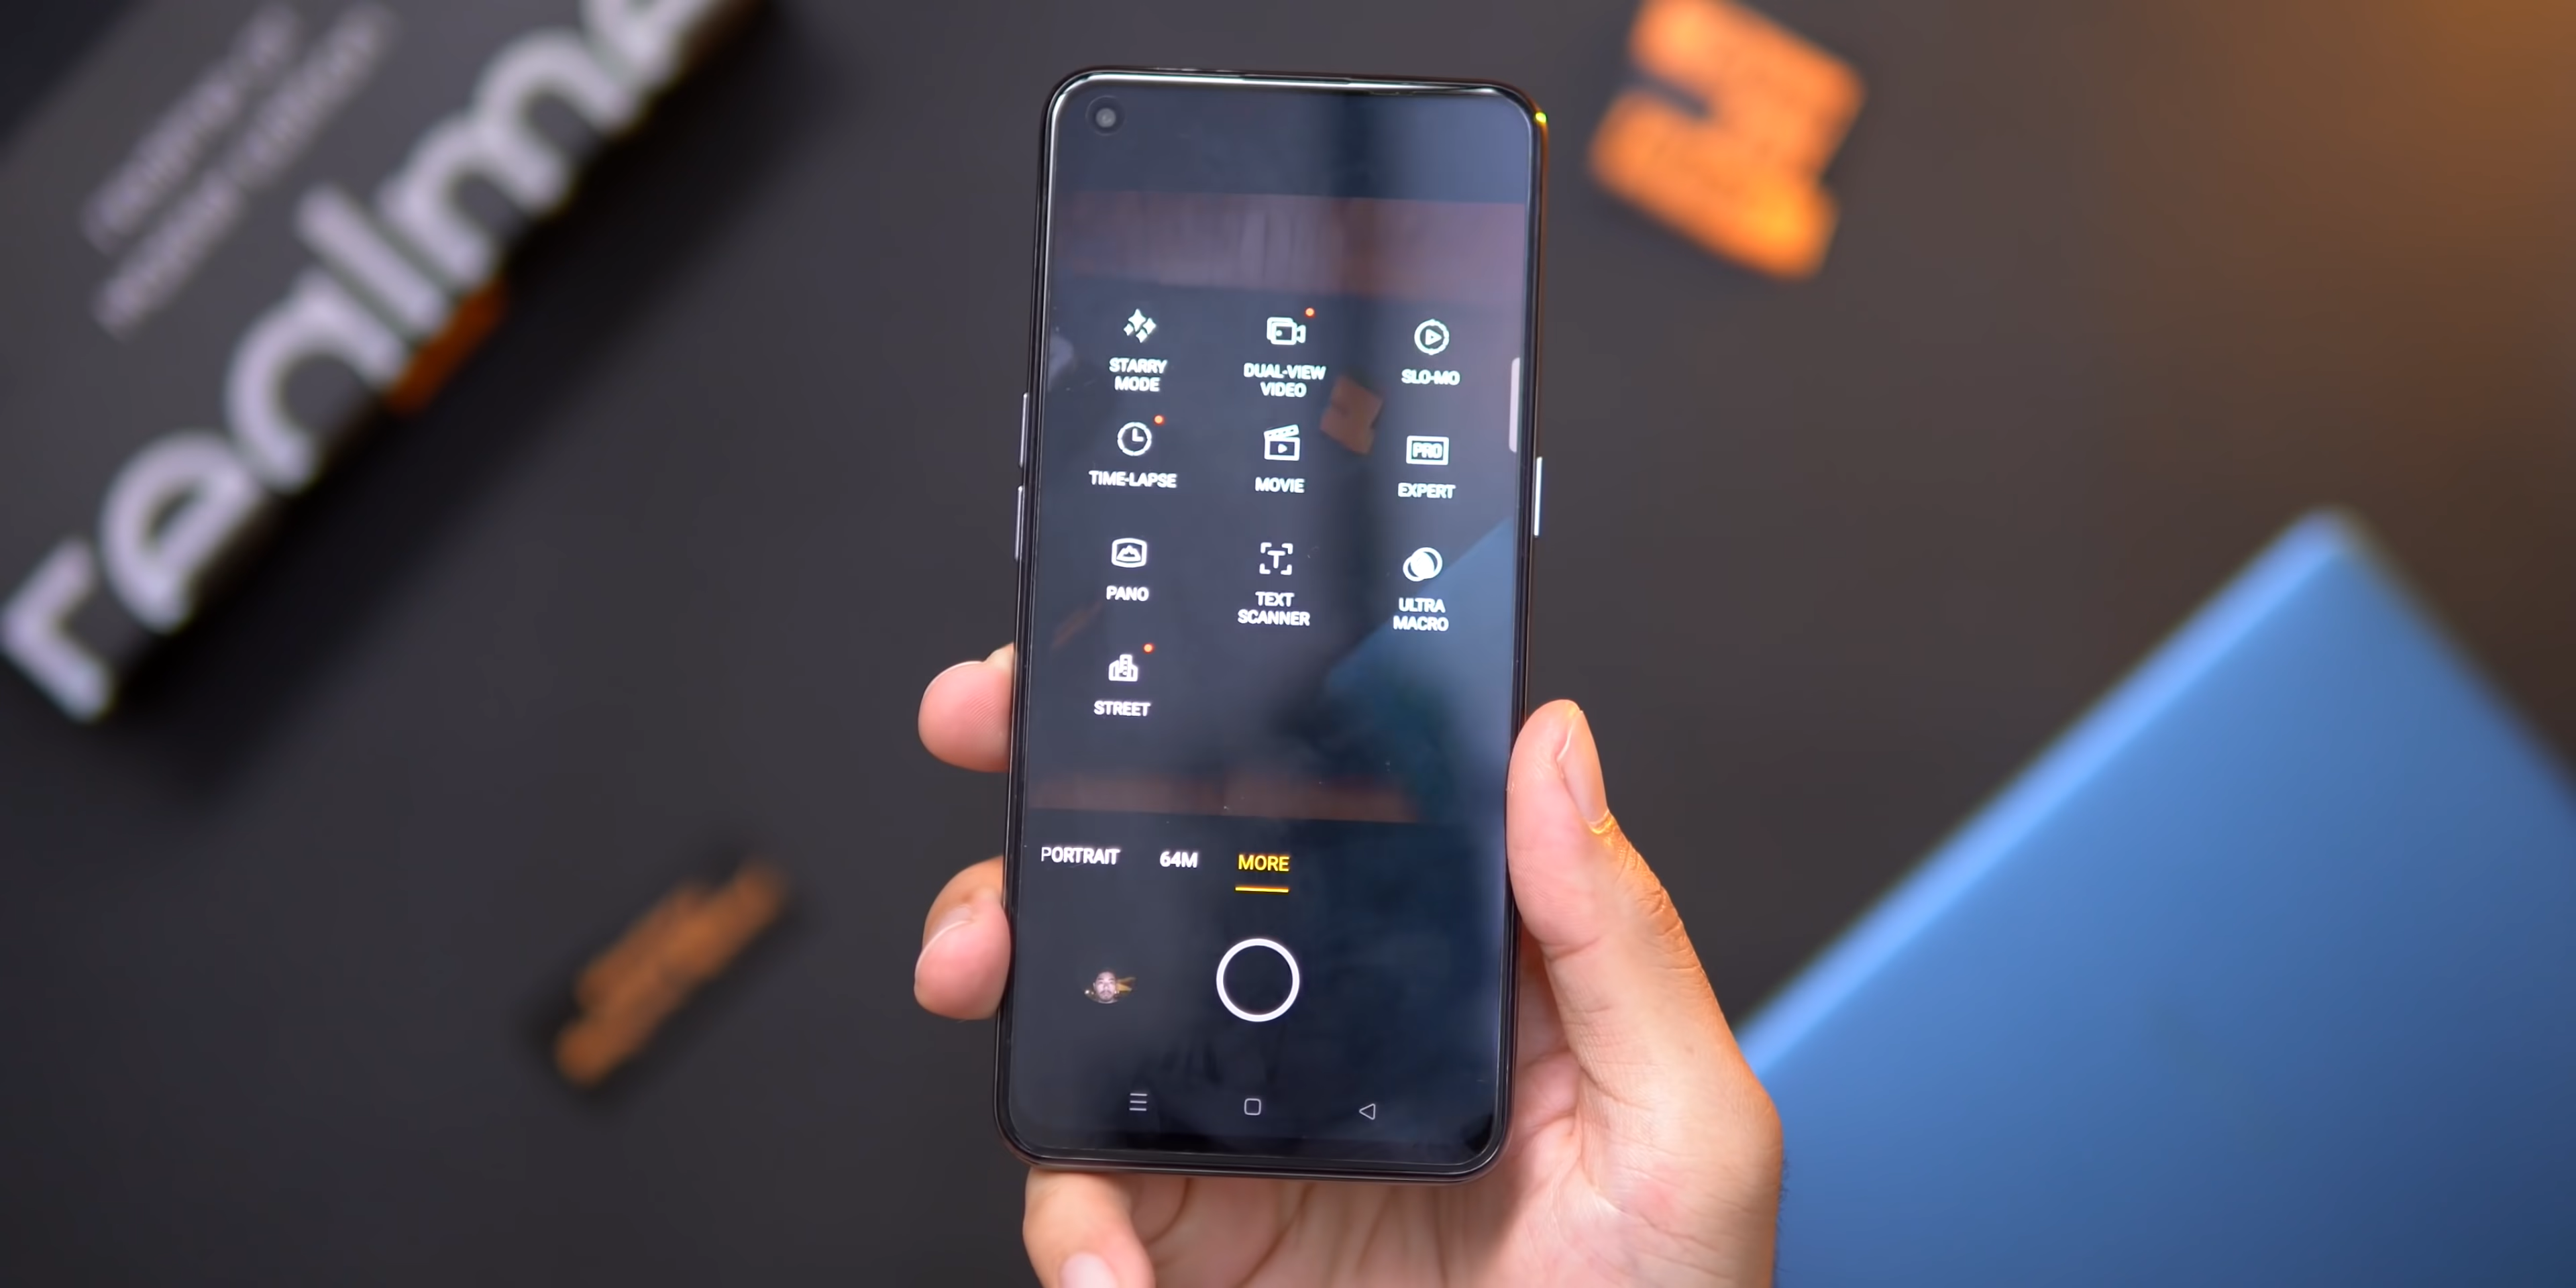 realme
STARRY
MODE
DUAL-VIEW
VIDEO
SLO-MO
TIME-LAPSE
MOVIE
PRO
EXPERT
PANO
T
TEXT
SCANNER
ULTRA
MACRO
STREET
PORTRAIT
64M
MORE